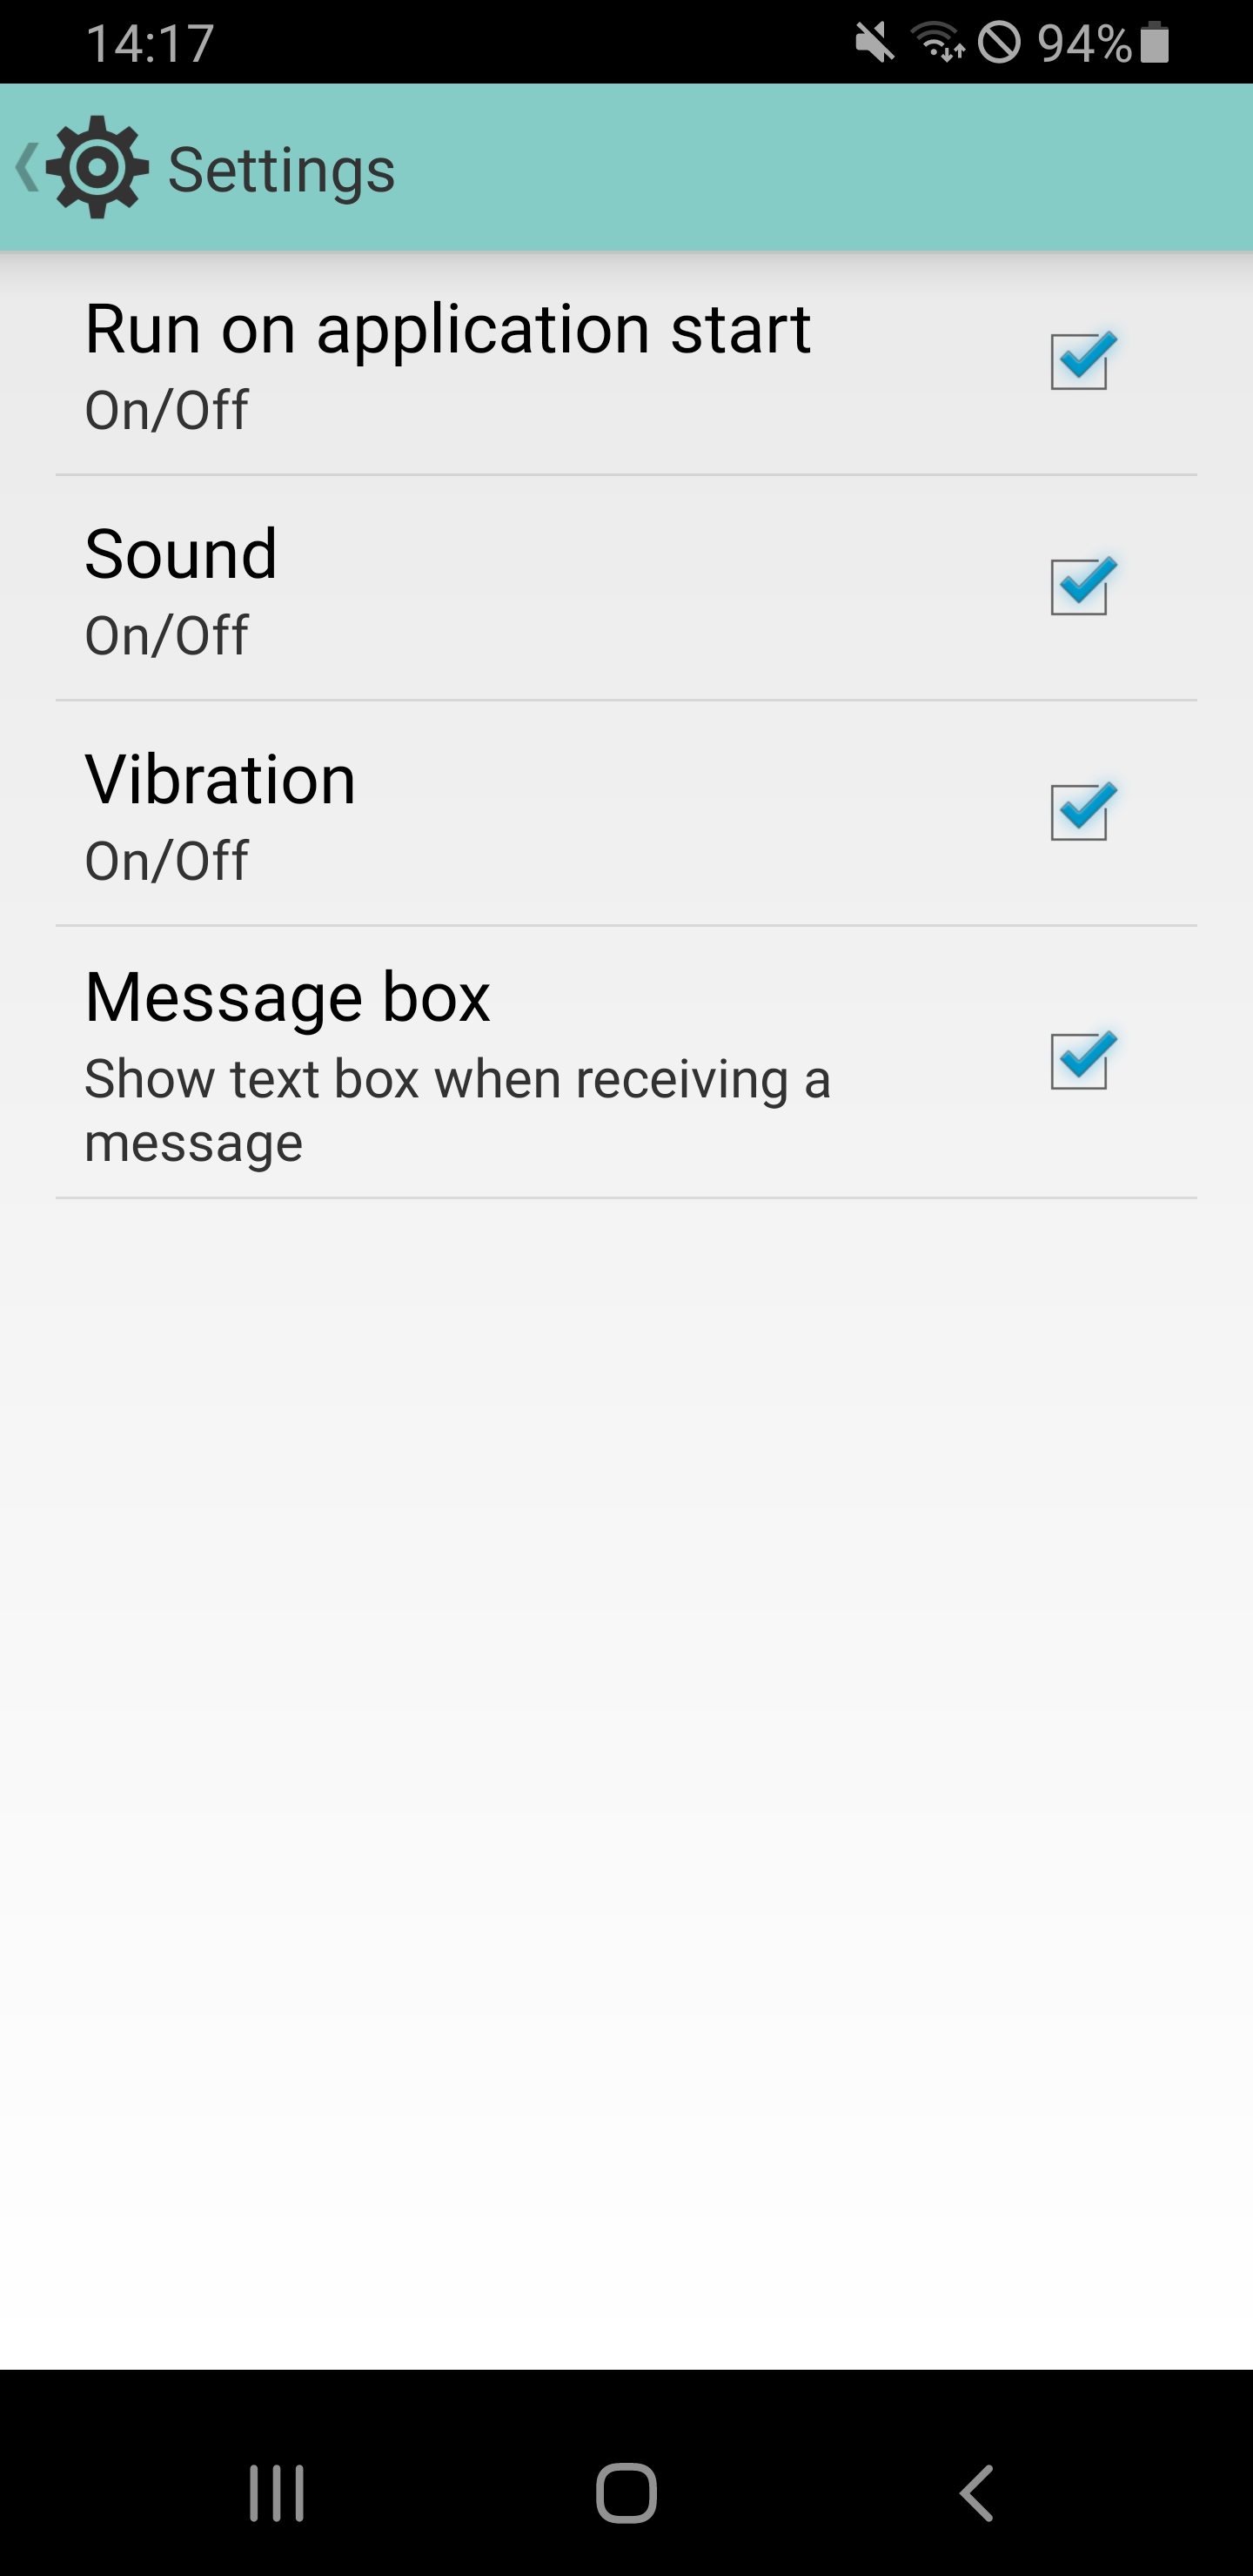 14:17 94%
Settings
Run on application start
On/Off
Sound
On/Off
Vibration
On/Off
Message box
Show text box when receiving a
message